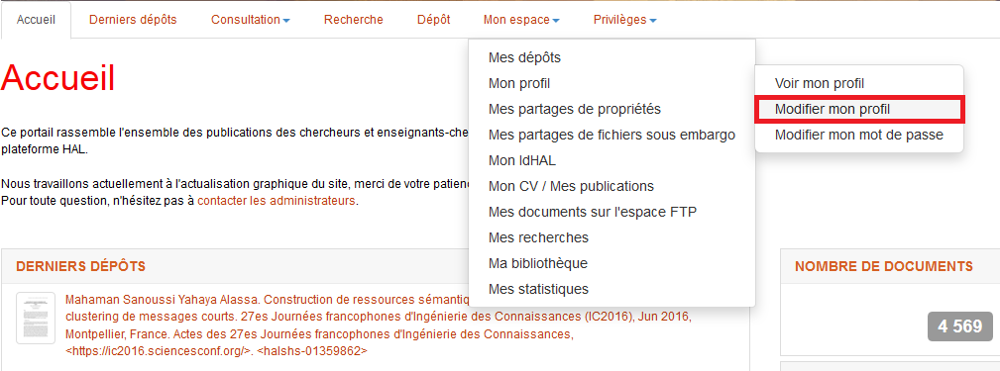 Accueil Derniers dépôts Consultation Recherche Dépôt Mon espace Privilèges
Accueil
Ce portail rassemble l'ensemble des publications des chercheurs et enseignants-che
plateforme HAL.
Nous travaillons actuellement à l'actualisation graphique du site, merci de votre patienc
Pour toute question, n'hésitez pas à contacter les administrateurs.
Mes dépôts
Mon profil
Mes partages de propriétés
Mes partages de fichiers sous embargo
Mon IdHAL
Mon CV / Mes publications
Mes documents sur l'espace FTP
Mes recherches
Ma bibliothèque
Mes statistiques
Voir mon profil
Modifier mon profil
Modifier mon mot de passe
DERNIERS DÉPÔTS
Mahaman Sanoussi Yahaya Alassa. Construction de ressources sémantiq
clustering de messages courts. 27es Journées francophones d'Ingénierie des Connaissances (IC2016), Jun 2016,
Montpellier, France. Actes des 27es Journées francophones d'Ingénierie des Connaissances,
<https://ic2016.sciencesconf.org/>. <halshs-01359862>
NOMBRE DE DOCUMENTS
4 569